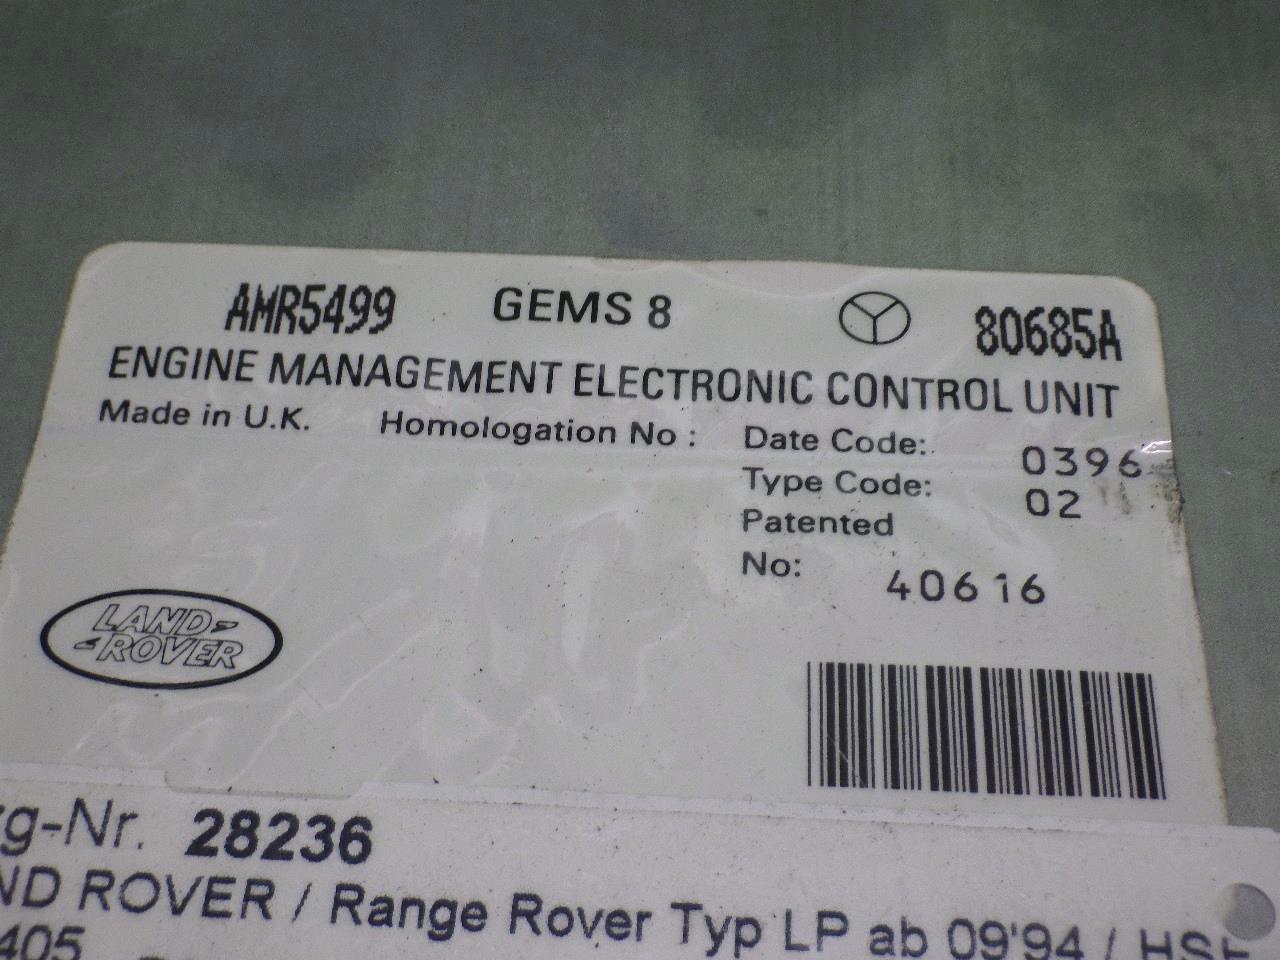 AMR5499 GEMS 8 80685A
ENGINE MANAGEMENT ELECTRONIC CONTROL UNIT
Made in U.K. Homologation No : Date Code: 0396
Type Code: 02
Patented
No: 40616
LAND
ROVER
rg-Nr. 28236
ND ROVER / Range Rover Typ LP ab 09'94 / HSE
405